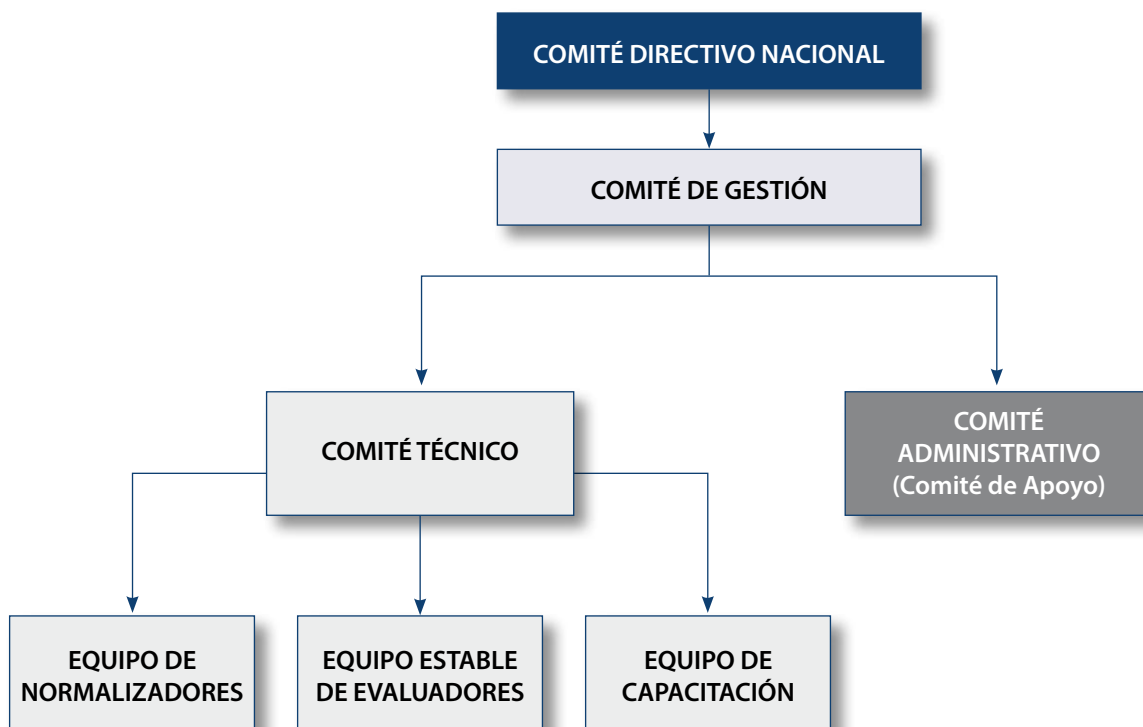 COMITÉ DIRECTIVO NACIONAL
COMITÉ DE GESTIÓN
COMITÉ TÉCNICO
COMITÉ
ADMINISTRATIVO
(Comité de Apoyo)
EQUIPO DE
NORMALIZADORES
EQUIPO ESTABLE
DE EVALUADORES
EQUIPO DE
CAPACITACIÓN